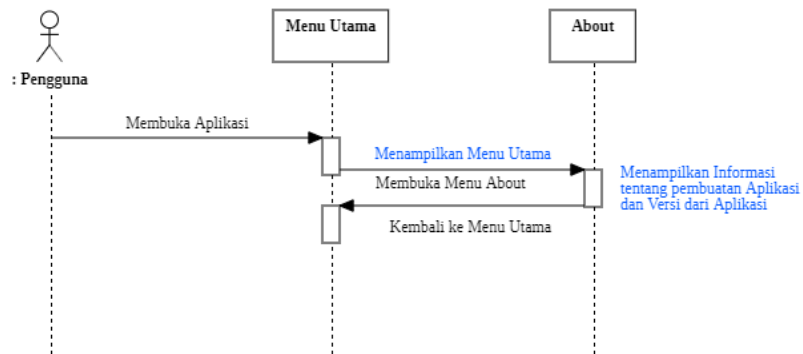 Menu Utama
About
: Pengguna
Membuka Aplikasi
Menampilkan Menu Utama
Membuka Menu About
Menampilkan Informasi
tentang pembuatan Aplikasi
dan Versi dari Aplikasi
Kembali ke Menu Utama